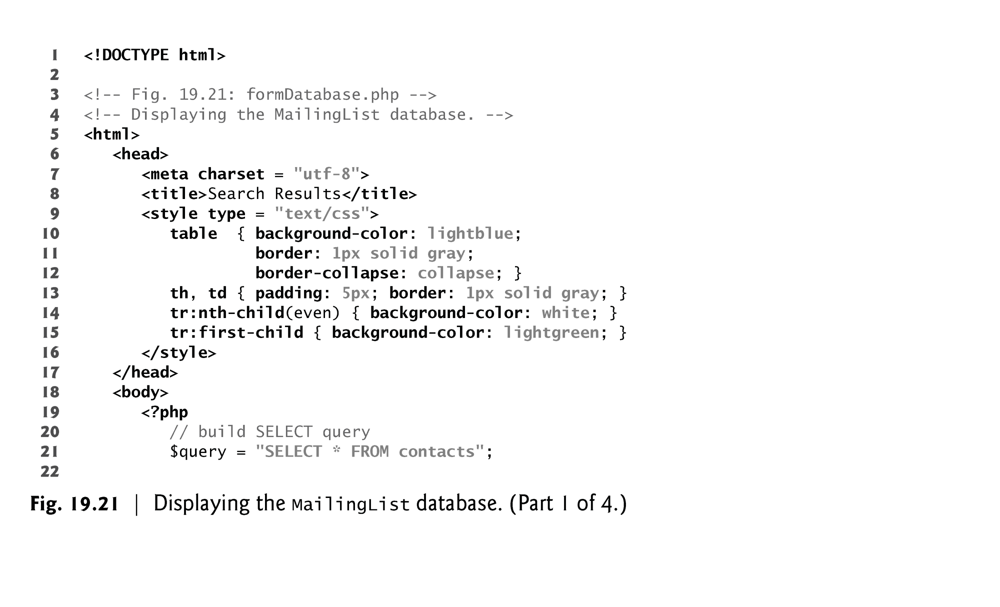 1 <!DOCTYPE html>
2
3 <!-- Fig. 19.21: formDatabase.php -->
4 <!-- Displaying the MailingList database. -->
5 <html>
6    <head>
7       <meta charset = "utf-8">
8       <title>Search Results</title>
9       <style type = "text/css">
10         table  { background-color: lightblue;
11                  border: 1px solid gray;
12                  border-collapse: collapse; }
13         th, td { padding: 5px; border: 1px solid gray; }
14         tr:nth-child(even) { background-color: white; }
15         tr:first-child { background-color: lightgreen; }
16      </style>
17   </head>
18   <body>
19      <?php
20         // build SELECT query
21         $query = "SELECT * FROM contacts";
22
Fig. 19.21 | Displaying the MailingList database. (Part 1 of 4.)